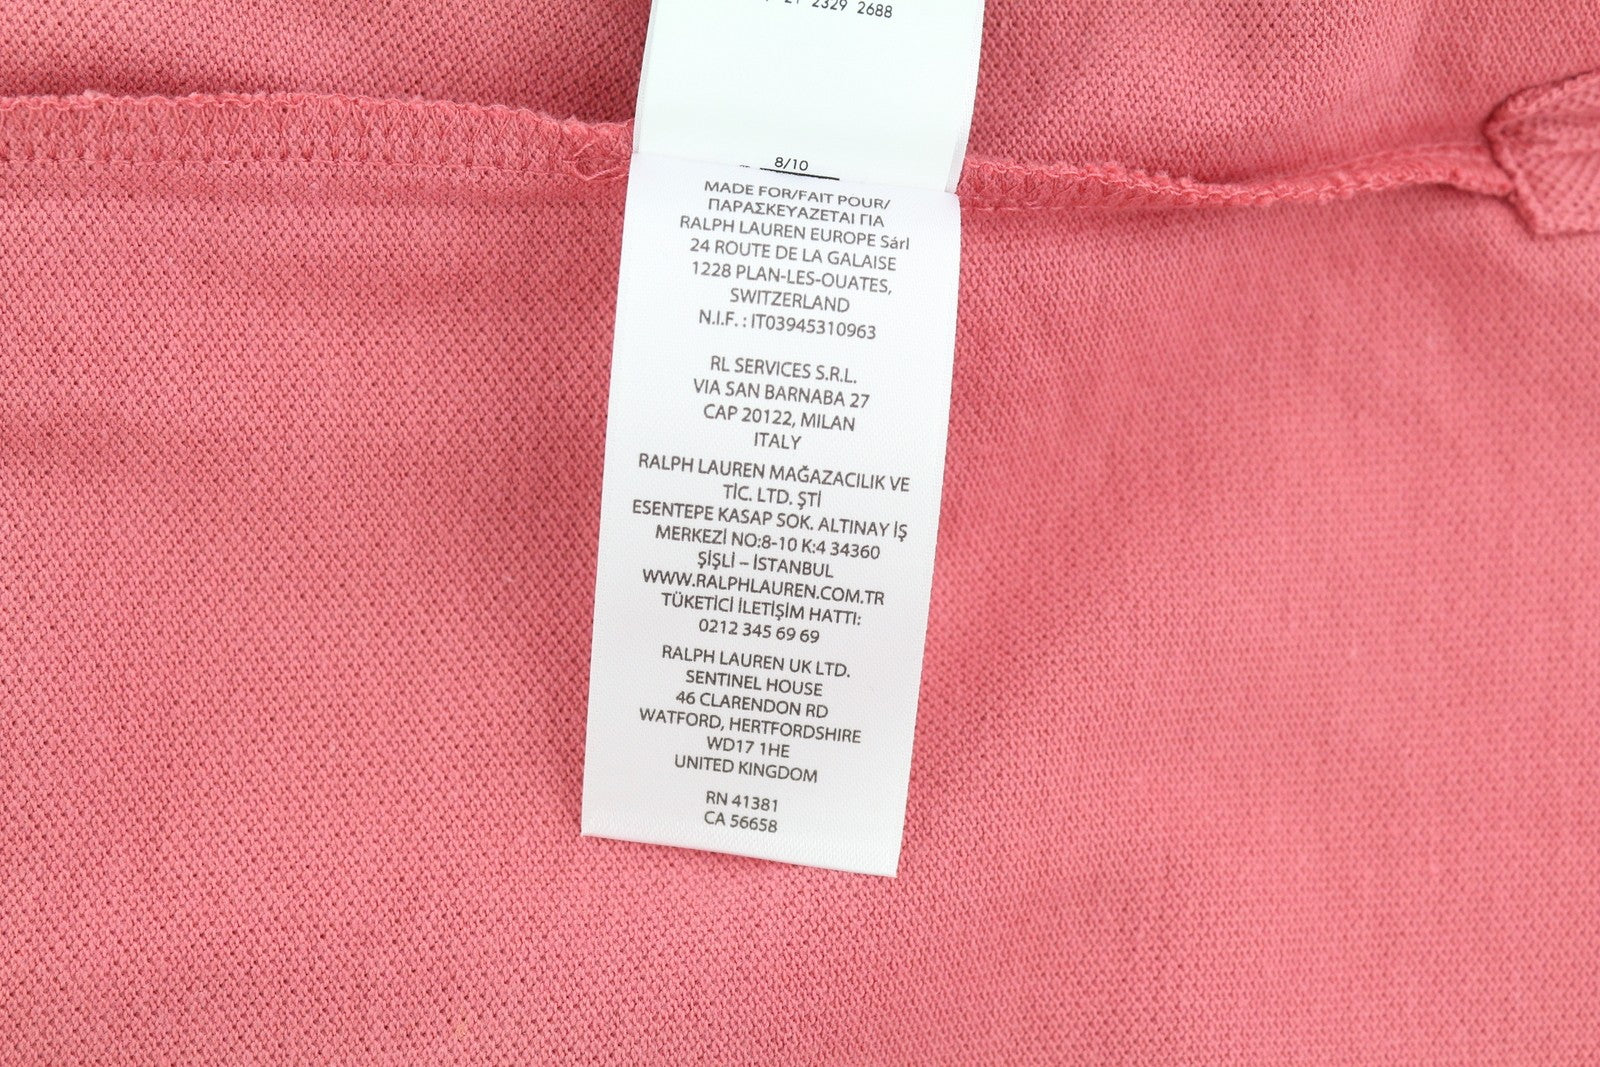 2329 2688
8/10
MADE FOR/FAIT POUR/
ΠΑΡΑΣΚΕΥΑΖΕΤΑΙ ΓΙΑ
RALPH LAUREN EUROPE Sárl
24 ROUTE DE LA GALAISE
1228 PLAN-LES-OUATES,
SWITZERLAND
N.I.F. : IT03945310963
RL SERVICES S.R.L.
VIA SAN BARNABA 27
CAP 20122, MILAN
ITALY
RALPH LAUREN MAĞAZACILIK VE
TİC. LTD. ŞTİ
ESENTEPE KASAP SOK. ALTINAY İŞ
MERKEZİ NO:8-10 K:4 34360
ŞİŞLİ – İSTANBUL
WWW.RALPHLAUREN.COM.TR
TÜKETİCİ İLETİŞİM HATTI:
0212 345 69 69
RALPH LAUREN UK LTD.
SENTINEL HOUSE
46 CLARENDON RD
WATFORD, HERTFORDSHIRE
WD17 1HE
UNITED KINGDOM
RN 41381
CA 56658